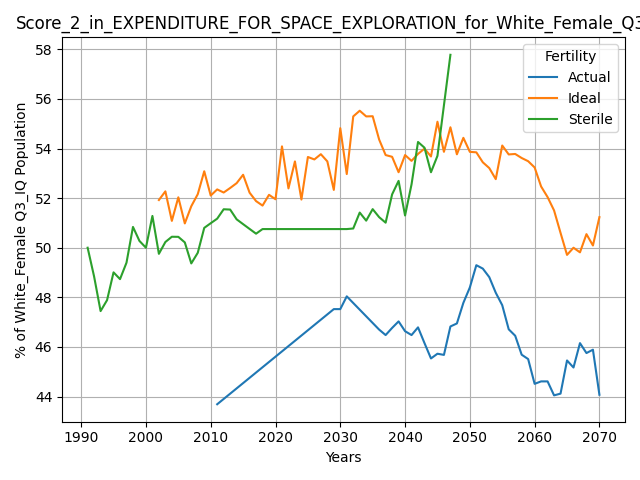 Score_2_in_EXPENDITURE_FOR_SPACE_EXPLORATION_for_White_Female_Q3
58
56
54
52
50
48
46
44
% of White_Female Q3_IQ Population
Fertility
Actual
Ideal
Sterile
1990 2000 2010 2020 2030 2040 2050 2060 2070
Years